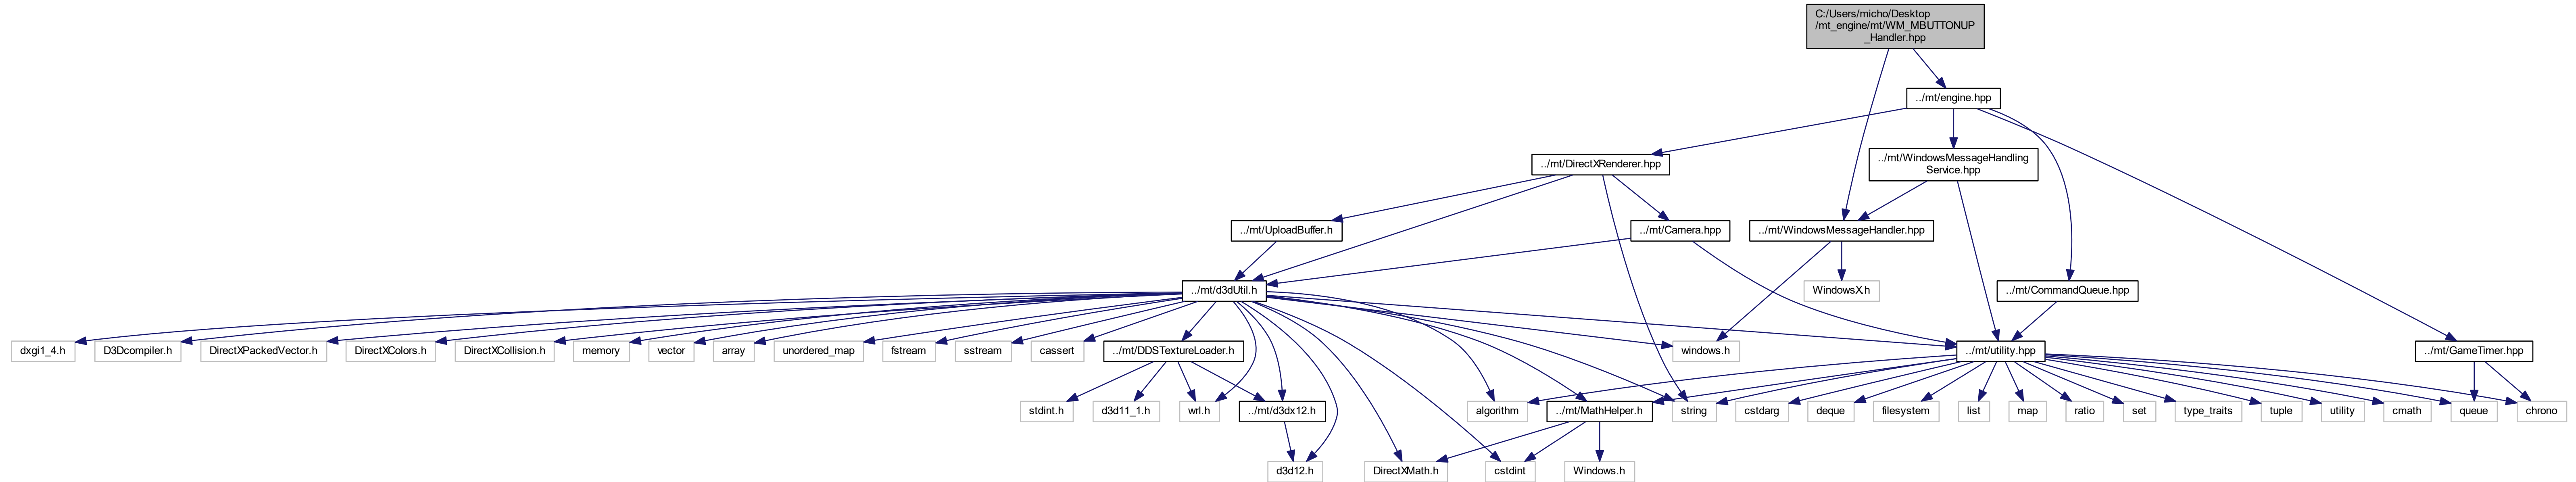 C:/Users/micho/Desktop
/mt_engine/mt/WM_MBUTTONUP
_Handler.hpp
../mt/engine.hpp
../mt/DirectXRenderer.hpp
../mt/WindowsMessageHandling
Service.hpp
../mt/UploadBuffer.h
../mt/Camera.hpp
../mt/WindowsMessageHandler.hpp
../mt/d3dUtil.h
WindowsX.h
../mt/CommandQueue.hpp
dxgi1_4.h
D3Dcompiler.h
DirectXPackedVector.h
DirectXColors.h
DirectXCollision.h
memory
vector
array
unordered_map
fstream
sstream
cassert
../mt/DDSTextureLoader.h
windows.h
../mt/utility.hpp
../mt/GameTimer.hpp
stdint.h
d3d11_1.h
wrl.h
../mt/d3dx12.h
algorithm
../mt/MathHelper.h
string
cstdarg
deque
filesystem
list
map
ratio
set
type_traits
tuple
utility
cmath
queue
chrono
d3d12.h
DirectXMath.h
cstdint
Windows.h